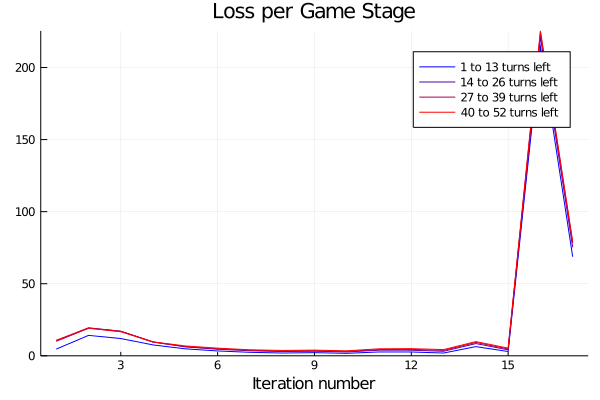 Loss per Game Stage
200
150
100
50
0
1 to 13 turns left
14 to 26 turns left
27 to 39 turns left
40 to 52 turns left
3 6 9 12 15
Iteration number